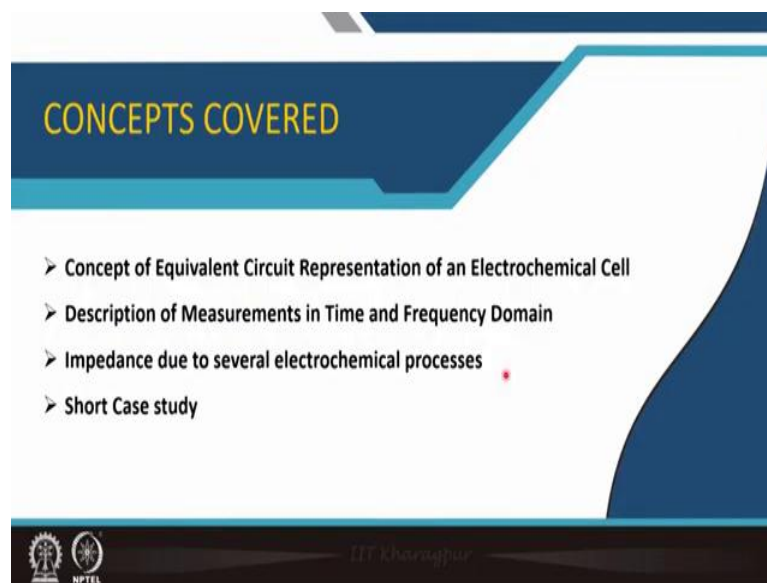 CONCEPTS COVERED
➤ Concept of Equivalent Circuit Representation of an Electrochemical Cell
➤ Description of Measurements in Time and Frequency Domain
➤ Impedance due to several electrochemical processes
➤ Short Case study
IIT Kharagpur
NPTEL